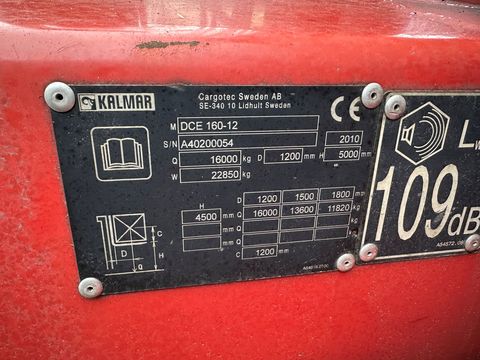 KALMAR
Cargotec Sweden AB
SE-340 10 Lidhult Sweden
CE
M DCE 160-12
S/N A40200054 2010
Q 16000 kg D 1200 mm H 5000 mm
W 22850 kg
H D 1200 1500 1800 mm
4500 mm Q 16000 13600 11820 kg
mm kg
mm kg
C 1200 mm
C
D H
Q
L
109 dB